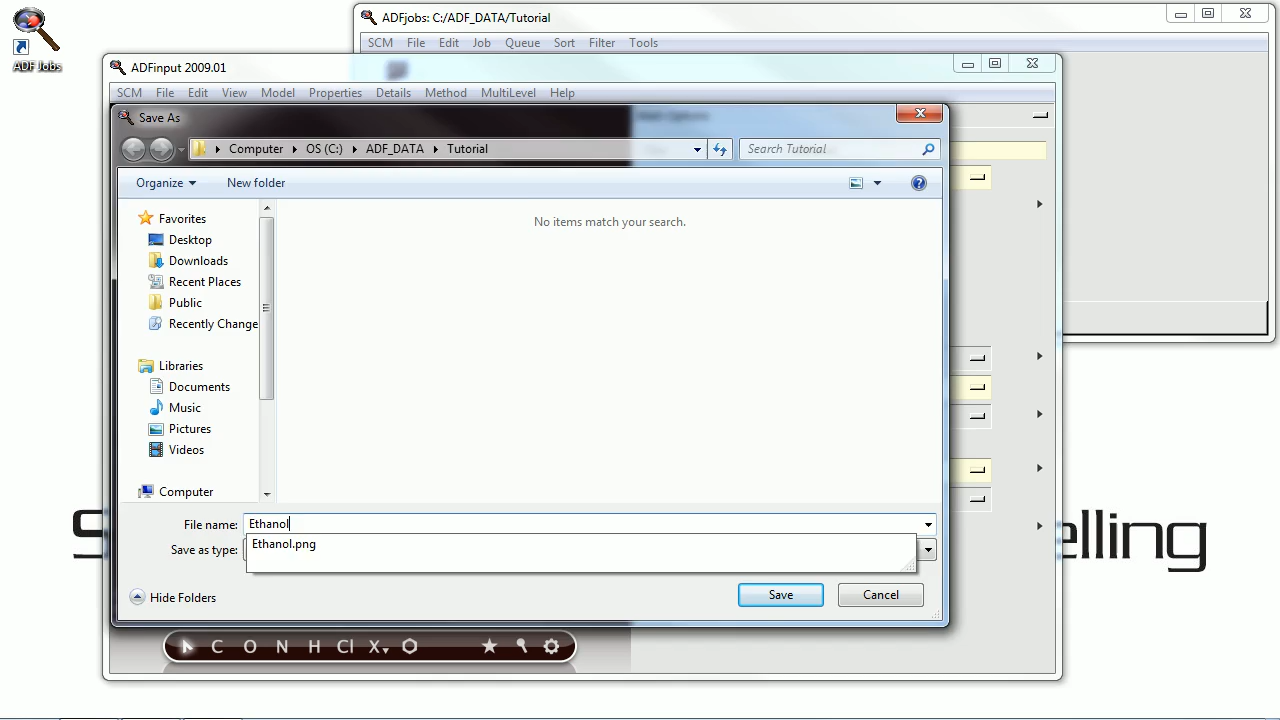 ADF Jobs
ADFjobs: C:/ADF_DATA/Tutorial
SCM File Edit Job Queue Sort Filter Tools
ADFinput 2009.01
SCM File Edit View Model Properties Details Method MultiLevel Help
Save As
Computer OS (C:) ADF_DATA Tutorial
Search Tutorial
Organize New folder
No items match your search.
Favorites
Desktop
Downloads
Recent Places
Public
Recently Change
Libraries
Documents
Music
Pictures
Videos
Computer
File name: Ethanol
Ethanol.png
Save as type:
Hide Folders
Save
Cancel
S
elling
C O N H Cl X